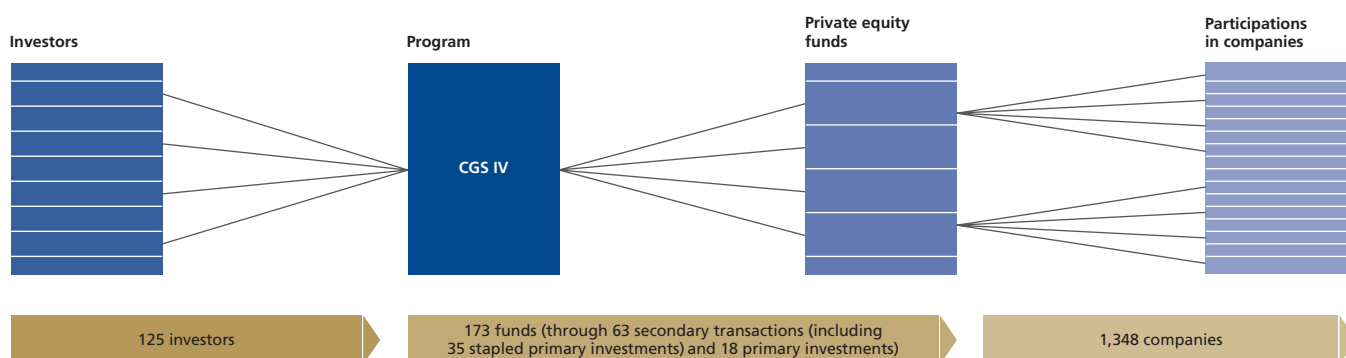 Investors
Program
Private equity
funds
Participations
in companies
CGS IV
125 investors
173 funds (through 63 secondary transactions (including
35 stapled primary investments) and 18 primary investments)
1,348 companies